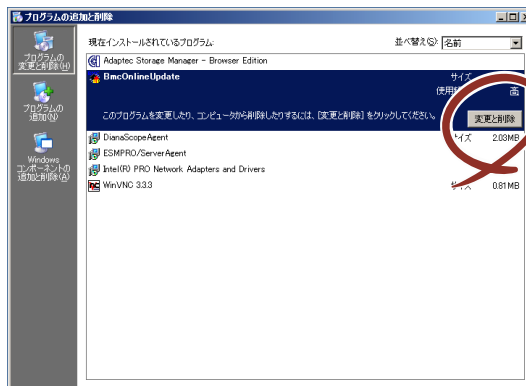 プログラムの追加と削除
現在インストールされているプログラム:
並べ替え(S): 名前
プログラムの
変更と削除(H)
プログラムの
追加(N)
Windows
コンポーネントの
追加と削除(A)
Adaptec Storage Manager - Browser Edition
BmcOnlineUpdate
サイズ
使用
高
このプログラムを変更したり、コンピュータから削除したりするには、[変更と削除] をクリックしてください。
変更と削除
DianaScopeAgent
サイズ 2.03MB
ESMPRO/ServerAgent
Intel(R) PRO Network Adapters and Drivers
WinVNC 3.3.3
サイズ 0.81MB